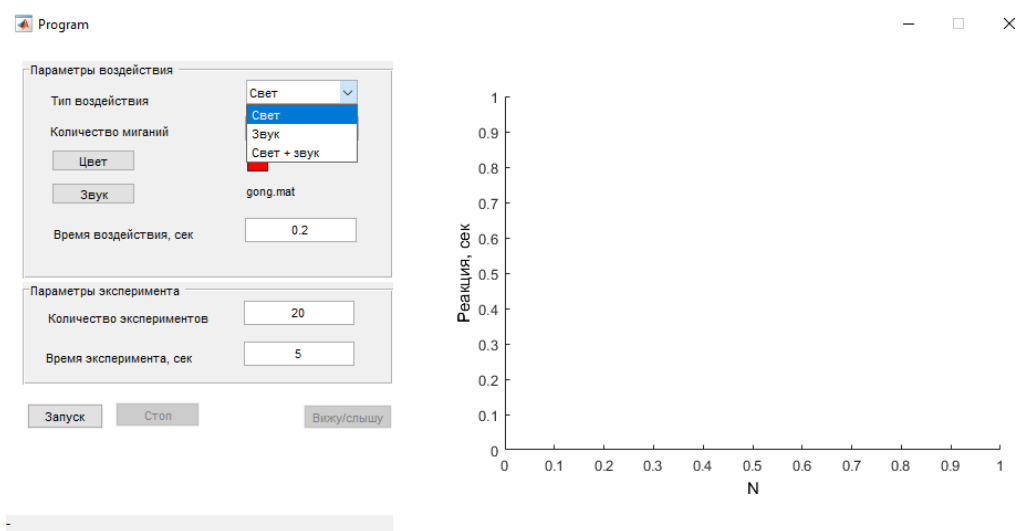 Program
Параметры воздействия
Тип воздействия
Свет
Свет
Количество миганий
Звук
Свет + звук
Цвет
Звук
gong.mat
Время воздействия, сек
0.2
Параметры эксперимента
Количество экспериментов
20
Время эксперимента, сек
5
Запуск
Стоп
Вижу/слышу
-
Реакция, сек
1
0.9
0.8
0.7
0.6
0.5
0.4
0.3
0.2
0.1
0
0 0.1 0.2 0.3 0.4 0.5 0.6 0.7 0.8 0.9 1
N